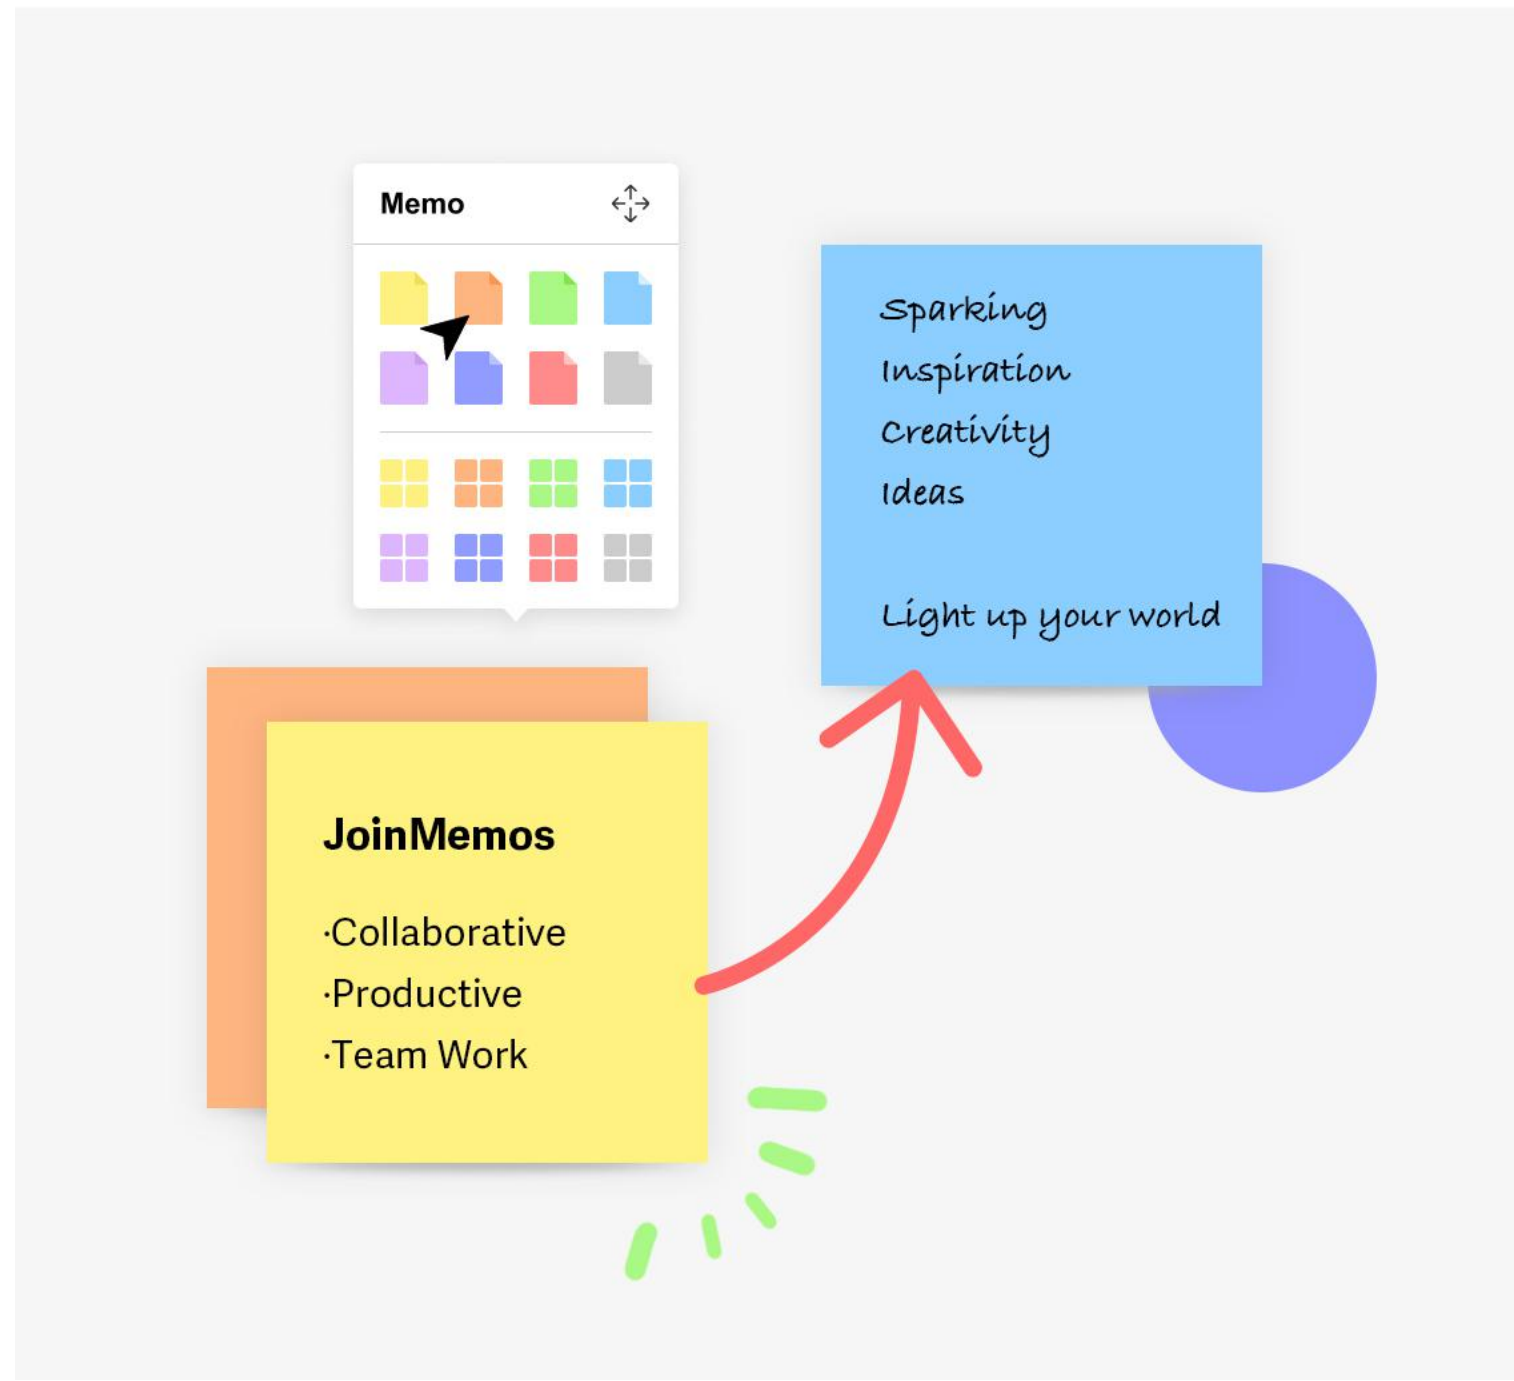 Memo
Sparking
Inspiration
Creativity
Ideas
Light up your world
JoinMemos
·Collaborative
·Productive
·Team Work